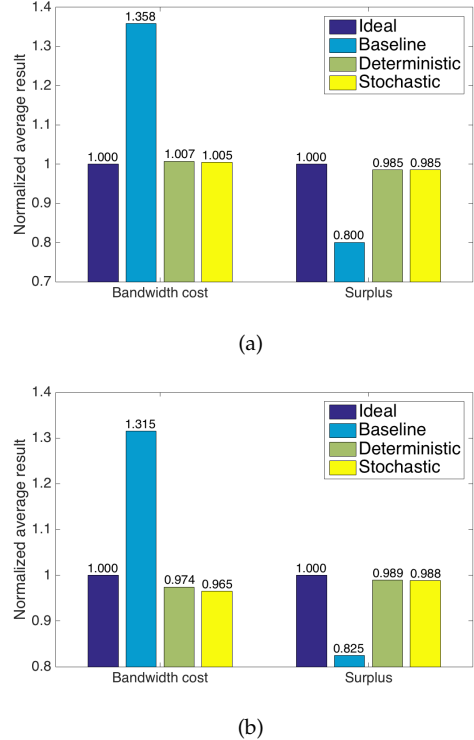 1.4
1.3
1.2
1.1
1
0.9
0.8
0.7
Normalized average result
1.000
1.358
1.007
1.005
1.000
0.800
0.985
0.985
Ideal
Baseline
Deterministic
Stochastic
Bandwidth cost
Surplus
(a)
1.4
1.3
1.2
1.1
1
0.9
0.8
Normalized average result
1.000
1.315
0.974
0.965
1.000
0.825
0.989
0.988
Ideal
Baseline
Deterministic
Stochastic
Bandwidth cost
Surplus
(b)